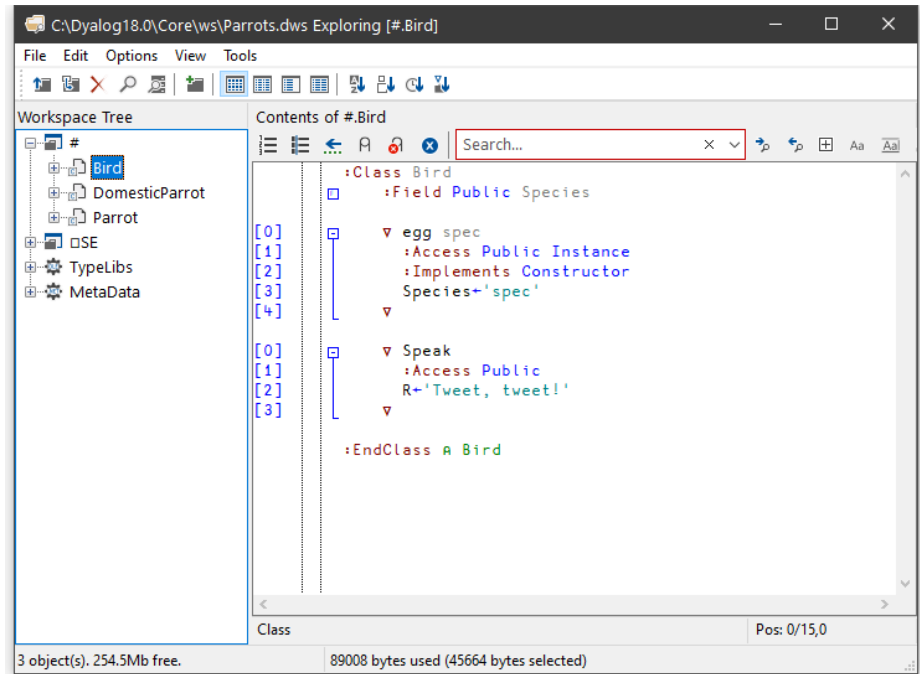 C:\Dyalog18.0\Core\ws\Parrots.dws Exploring [#.Bird]
File Edit Options View Tools
Workspace Tree
#
Bird
DomesticParrot
Parrot
⎕SE
TypeLibs
MetaData
Contents of #.Bird
Search...
Aa Aa
:Class Bird
:Field Public Species
[0] ∇ egg spec
[1] :Access Public Instance
[2] :Implements Constructor
[3] Species←'spec'
[4] ∇
[0] ∇ Speak
[1] :Access Public
[2] R←'Tweet, tweet!'
[3] ∇
:EndClass ⍝ Bird
Class Pos: 0/15,0
3 object(s). 254.5Mb free. 89008 bytes used (45664 bytes selected)